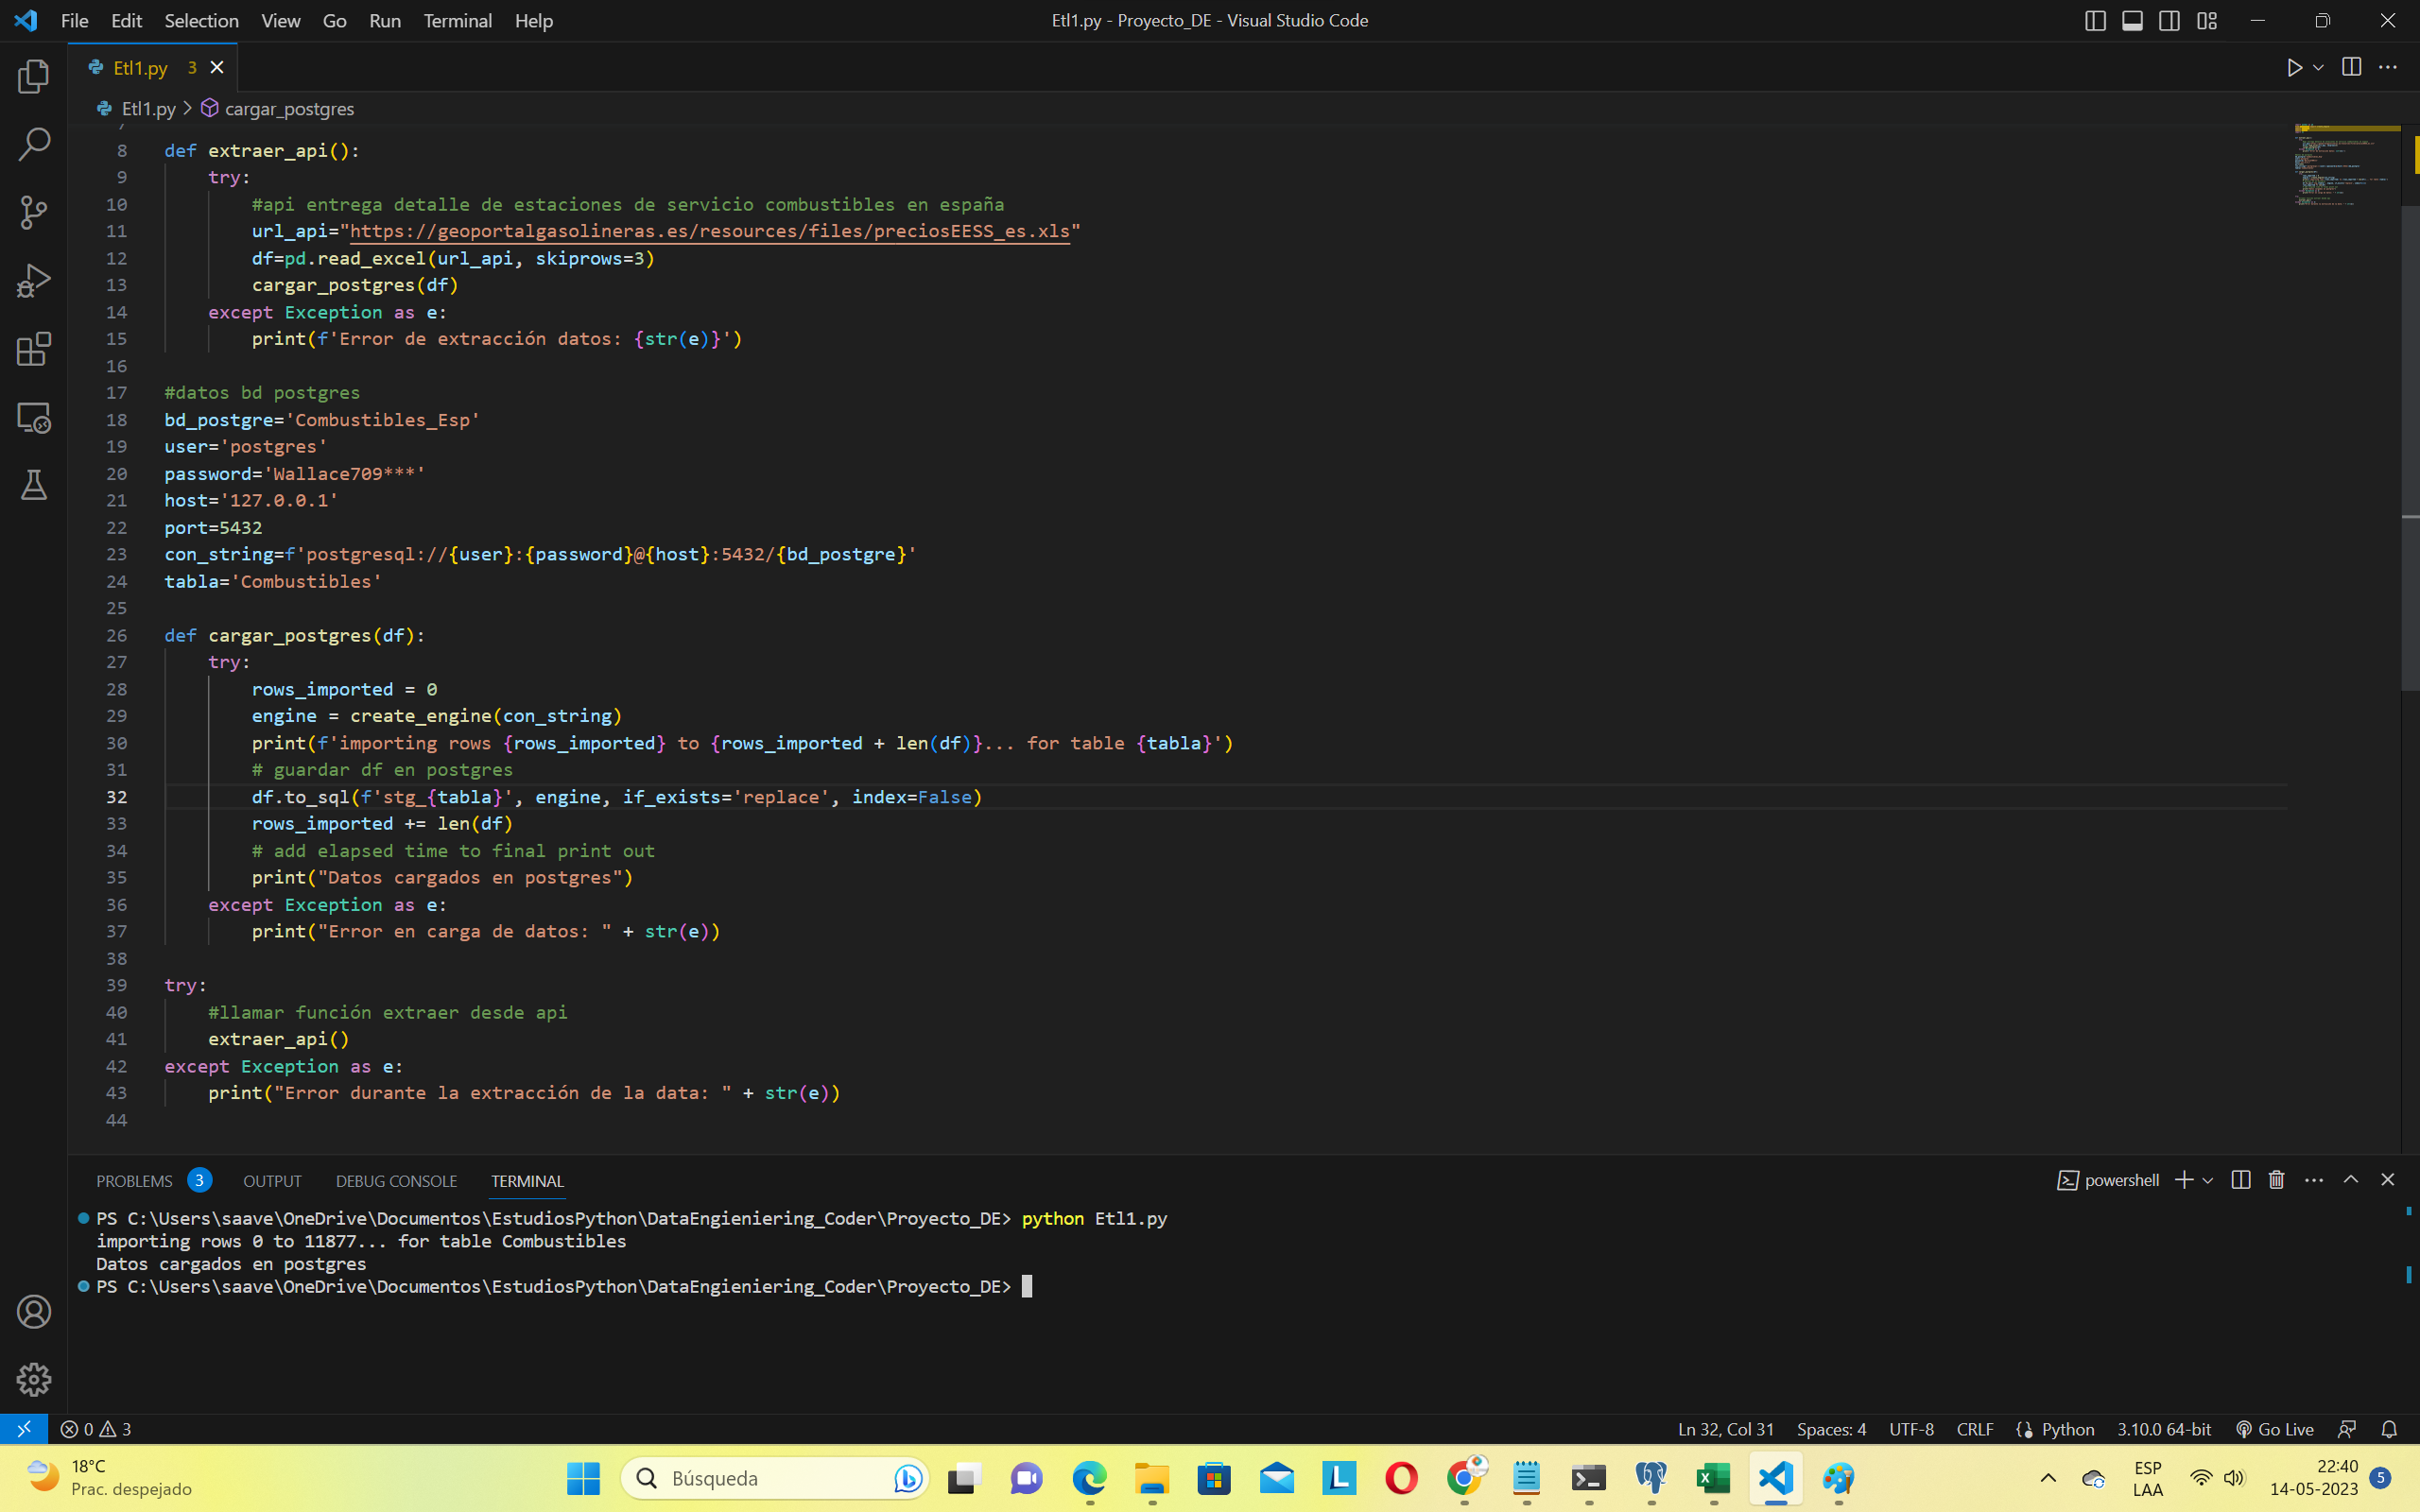 File Edit Selection View Go Run Terminal Help
Etl1.py - Proyecto_DE - Visual Studio Code
Etl1.py 3
Etl1.py > cargar_postgres
7
8 def extraer_api():
9 try:
10 #api entrega detalle de estaciones de servicio combustibles en españa
11 url_api="https://geoportalgasolineras.es/resources/files/preciosEESS_es.xls"
12 df=pd.read_excel(url_api, skiprows=3)
13 cargar_postgres(df)
14 except Exception as e:
15 print(f'Error de extracción datos: {str(e)}')
16
17 #datos bd postgres
18 bd_postgre='Combustibles_Esp'
19 user='postgres'
20 password='Wallace709***'
21 host='127.0.0.1'
22 port=5432
23 con_string=f'postgresql://{user}:{password}@{host}:5432/{bd_postgre}'
24 tabla='Combustibles'
25
26 def cargar_postgres(df):
27 try:
28 rows_imported = 0
29 engine = create_engine(con_string)
30 print(f'importing rows {rows_imported} to {rows_imported + len(df)}... for table {tabla}')
31 # guardar df en postgres
32 df.to_sql(f'stg_{tabla}', engine, if_exists='replace', index=False)
33 rows_imported += len(df)
34 # add elapsed time to final print out
35 print("Datos cargados en postgres")
36 except Exception as e:
37 print("Error en carga de datos: " + str(e))
38
39 try:
40 #llamar función extraer desde api
41 extraer_api()
42 except Exception as e:
43 print("Error durante la extracción de la data: " + str(e))
44
PROBLEMS 3 OUTPUT DEBUG CONSOLE TERMINAL
powershell
PS C:\Users\saave\OneDrive\Documentos\EstudiosPython\DataEngieniering_Coder\Proyecto_DE> python Etl1.py
importing rows 0 to 11877... for table Combustibles
Datos cargados en postgres
PS C:\Users\saave\OneDrive\Documentos\EstudiosPython\DataEngieniering_Coder\Proyecto_DE>
0 3
Ln 32, Col 31 Spaces: 4 UTF-8 CRLF Python 3.10.0 64-bit Go Live
18°C
Prac. despejado
Búsqueda
ESP
LAA
22:40
14-05-2023
5